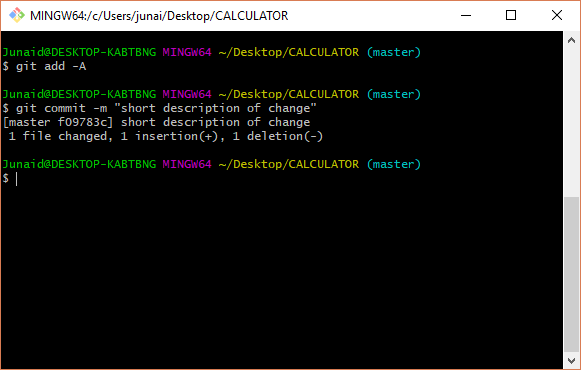 MINGW64:/c/Users/junai/Desktop/CALCULATOR
Junaid@DESKTOP-KABTBNG MINGW64 ~/Desktop/CALCULATOR (master)
$ git add -A
Junaid@DESKTOP-KABTBNG MINGW64 ~/Desktop/CALCULATOR (master)
$ git commit -m "short description of change"
[master f09783c] short description of change
 1 file changed, 1 insertion(+), 1 deletion(-)
Junaid@DESKTOP-KABTBNG MINGW64 ~/Desktop/CALCULATOR (master)
$